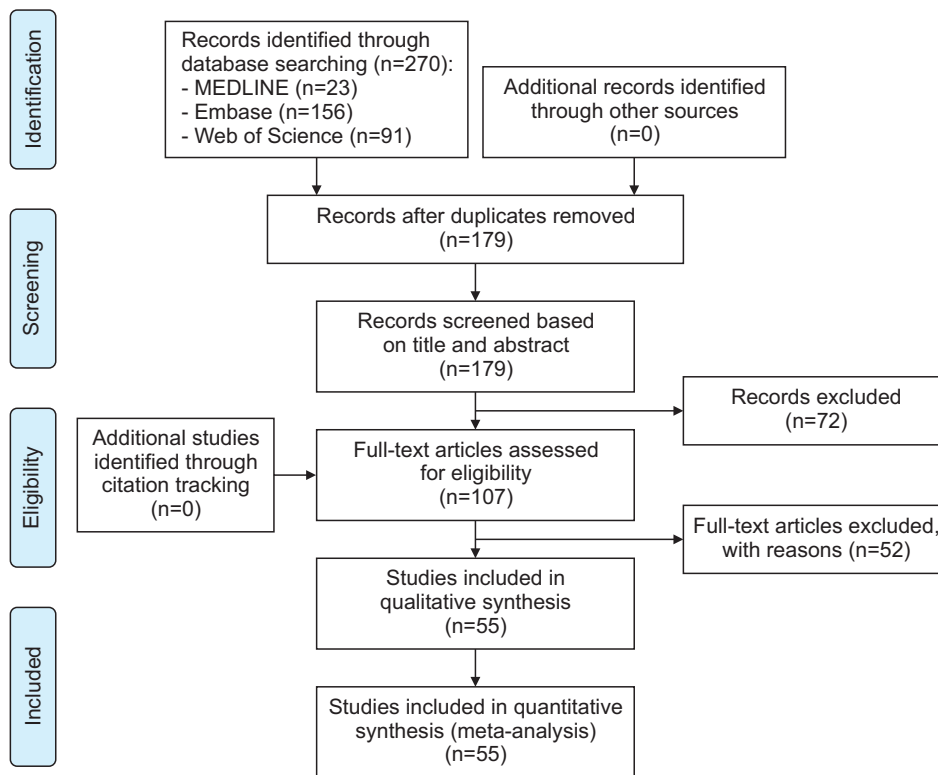 Identification
Records identified through
database searching (n=270):
- MEDLINE (n=23)
- Embase (n=156)
- Web of Science (n=91)
Additional records identified
through other sources
(n=0)
Screening
Records after duplicates removed
(n=179)
Records screened based
on title and abstract
(n=179)
Records excluded
(n=72)
Eligibility
Additional studies
identified through
citation tracking
(n=0)
Full-text articles assessed
for eligibility
(n=107)
Full-text articles excluded,
with reasons (n=52)
Studies included in
qualitative synthesis
(n=55)
Included
Studies included in quantitative
synthesis (meta-analysis)
(n=55)